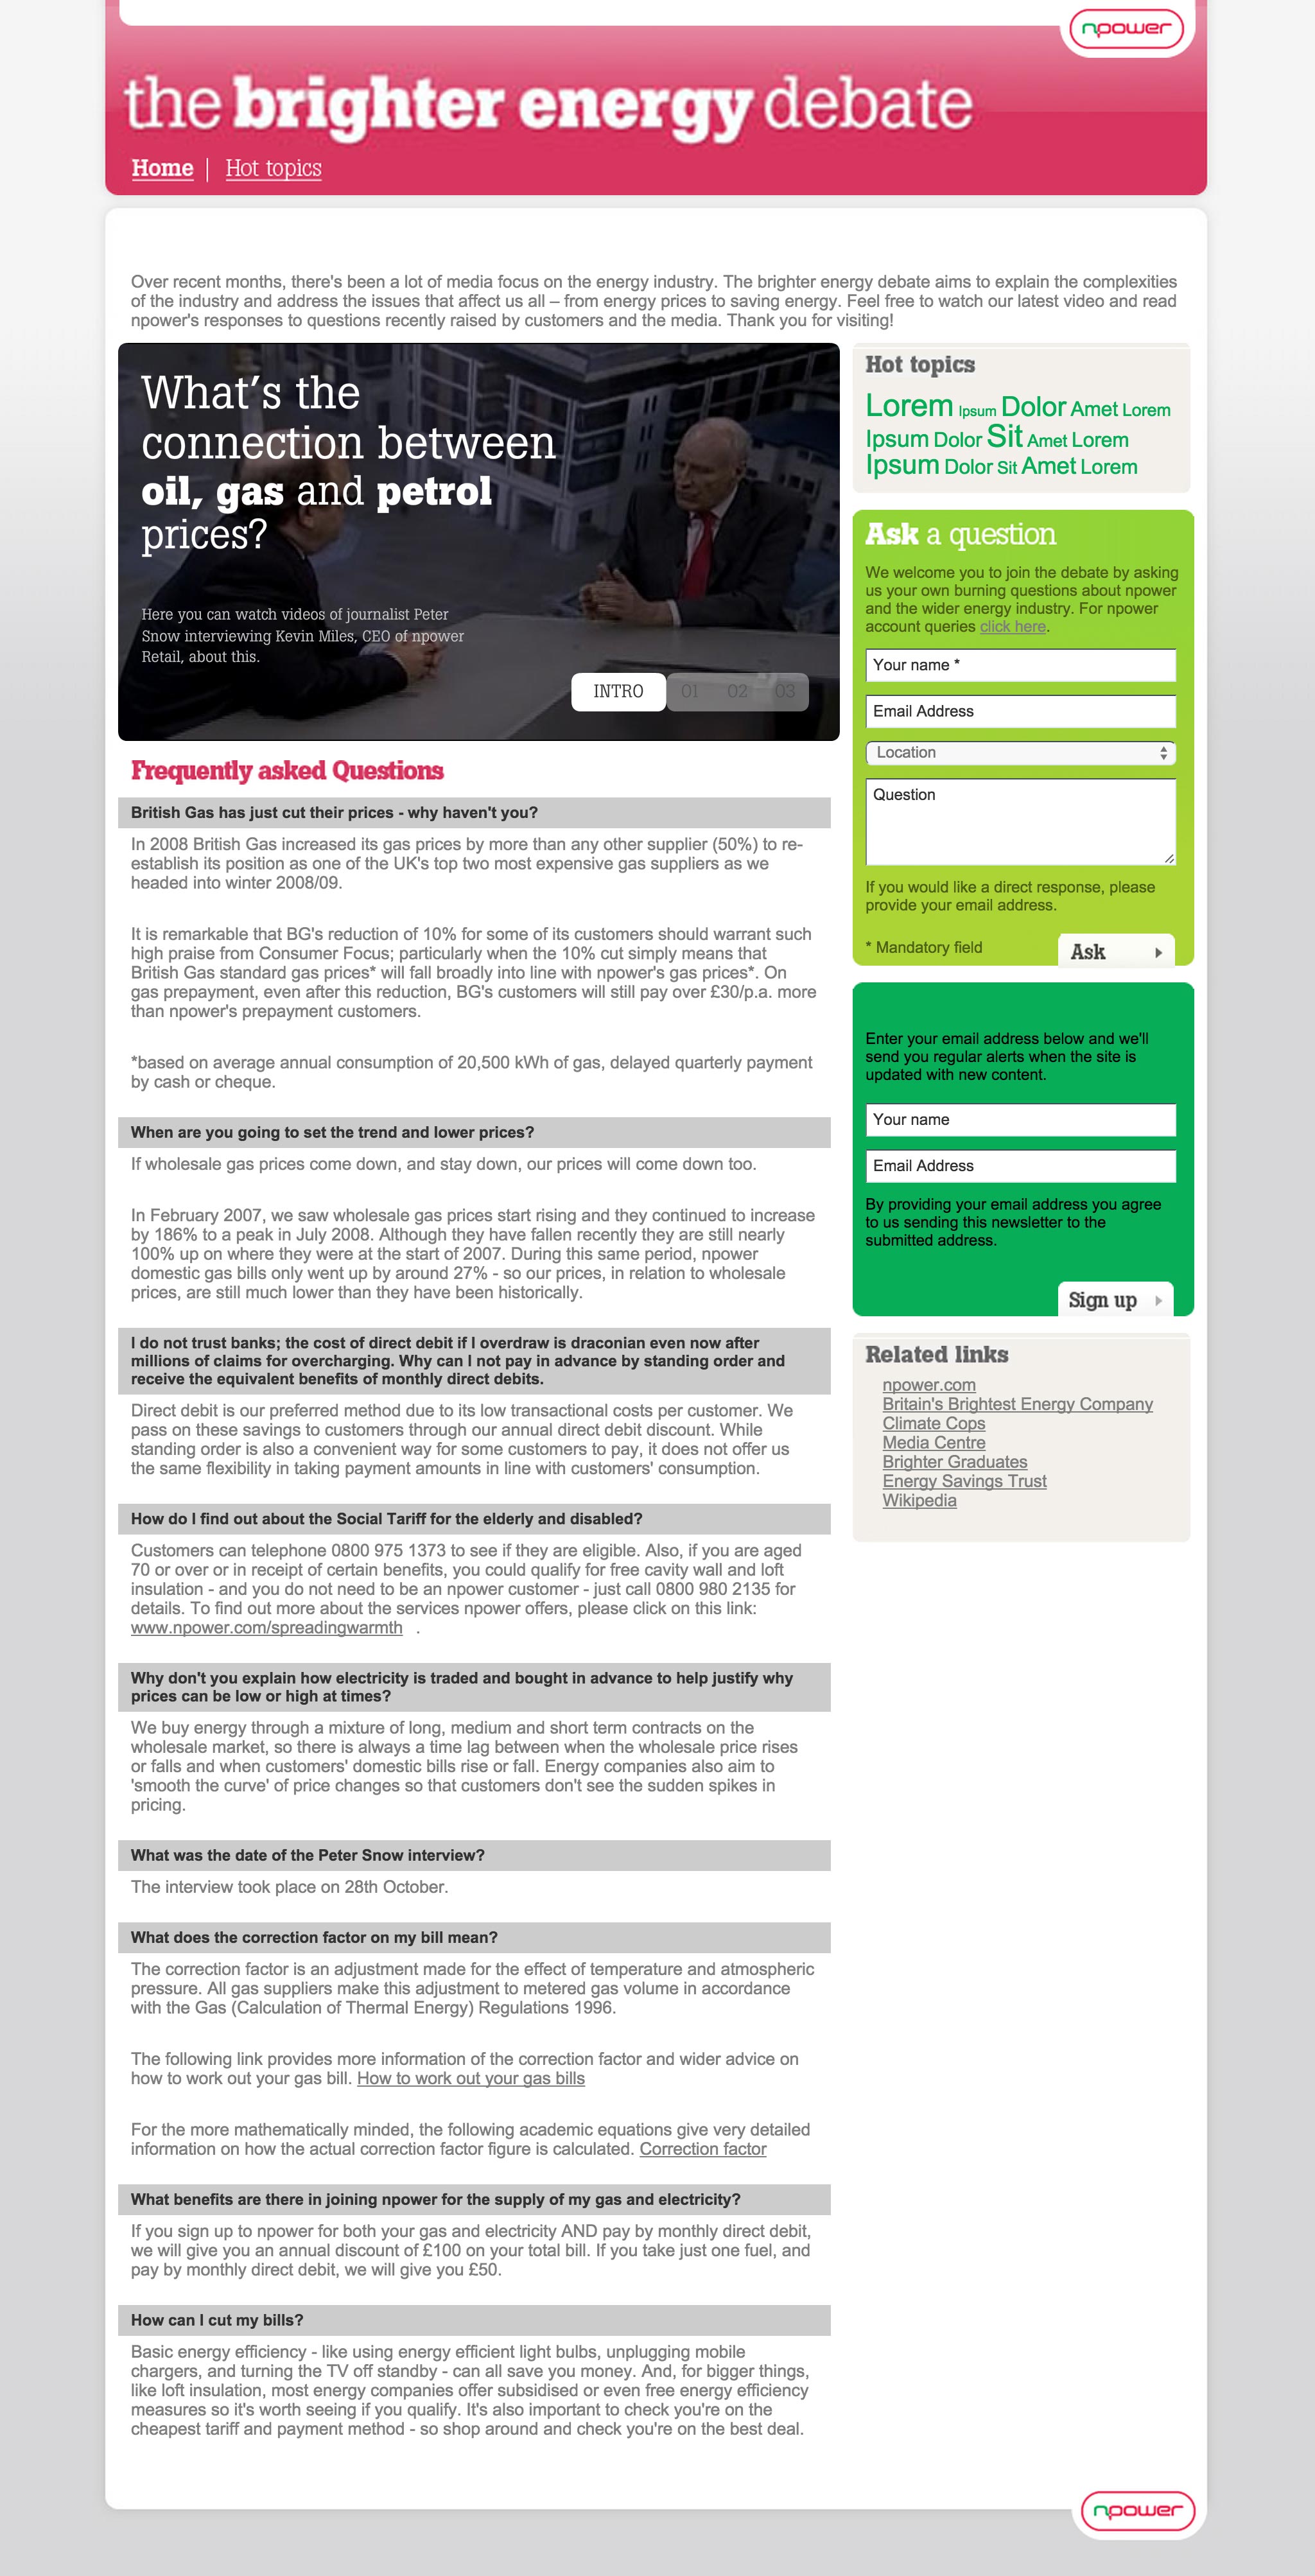 npower
the brighter energy debate
Home | Hot topics
Over recent months, there's been a lot of media focus on the energy industry. The brighter energy debate aims to explain the complexities
of the industry and address the issues that affect us all – from energy prices to saving energy. Feel free to watch our latest video and read
npower's responses to questions recently raised by customers and the media. Thank you for visiting!
What's the
connection between
oil, gas and petrol
prices?
Here you can watch videos of journalist Peter
Snow interviewing Kevin Miles, CEO of npower
Retail, about this.
INTRO 01 02 03
Frequently asked Questions
British Gas has just cut their prices - why haven't you?
In 2008 British Gas increased its gas prices by more than any other supplier (50%) to re-
establish its position as one of the UK's top two most expensive gas suppliers as we
headed into winter 2008/09.
It is remarkable that BG's reduction of 10% for some of its customers should warrant such
high praise from Consumer Focus; particularly when the 10% cut simply means that
British Gas standard gas prices* will fall broadly into line with npower's gas prices*. On
gas prepayment, even after this reduction, BG's customers will still pay over £30/p.a. more
than npower's prepayment customers.
*based on average annual consumption of 20,500 kWh of gas, delayed quarterly payment
by cash or cheque.
When are you going to set the trend and lower prices?
If wholesale gas prices come down, and stay down, our prices will come down too.
In February 2007, we saw wholesale gas prices start rising and they continued to increase
by 186% to a peak in July 2008. Although they have fallen recently they are still nearly
100% up on where they were at the start of 2007. During this same period, npower
domestic gas bills only went up by around 27% - so our prices, in relation to wholesale
prices, are still much lower than they have been historically.
I do not trust banks; the cost of direct debit if I overdraw is draconian even now after
millions of claims for overcharging. Why can I not pay in advance by standing order and
receive the equivalent benefits of monthly direct debits.
Direct debit is our preferred method due to its low transactional costs per customer. We
pass on these savings to customers through our annual direct debit discount. While
standing order is also a convenient way for some customers to pay, it does not offer us
the same flexibility in taking payment amounts in line with customers' consumption.
How do I find out about the Social Tariff for the elderly and disabled?
Customers can telephone 0800 975 1373 to see if they are eligible. Also, if you are aged
70 or over or in receipt of certain benefits, you could qualify for free cavity wall and loft
insulation - and you do not need to be an npower customer - just call 0800 980 2135 for
details. To find out more about the services npower offers, please click on this link:
www.npower.com/spreadingwarmth .
Why don't you explain how electricity is traded and bought in advance to help justify why
prices can be low or high at times?
We buy energy through a mixture of long, medium and short term contracts on the
wholesale market, so there is always a time lag between when the wholesale price rises
or falls and when customers' domestic bills rise or fall. Energy companies also aim to
'smooth the curve' of price changes so that customers don't see the sudden spikes in
pricing.
What was the date of the Peter Snow interview?
The interview took place on 28th October.
What does the correction factor on my bill mean?
The correction factor is an adjustment made for the effect of temperature and atmospheric
pressure. All gas suppliers make this adjustment to metered gas volume in accordance
with the Gas (Calculation of Thermal Energy) Regulations 1996.
The following link provides more information of the correction factor and wider advice on
how to work out your gas bill. How to work out your gas bills
For the more mathematically minded, the following academic equations give very detailed
information on how the actual correction factor figure is calculated. Correction factor
What benefits are there in joining npower for the supply of my gas and electricity?
If you sign up to npower for both your gas and electricity AND pay by monthly direct debit,
we will give you an annual discount of £100 on your total bill. If you take just one fuel, and
pay by monthly direct debit, we will give you £50.
How can I cut my bills?
Basic energy efficiency - like using energy efficient light bulbs, unplugging mobile
chargers, and turning the TV off standby - can all save you money. And, for bigger things,
like loft insulation, most energy companies offer subsidised or even free energy efficiency
measures so it's worth seeing if you qualify. It's also important to check you're on the
cheapest tariff and payment method - so shop around and check you're on the best deal.
Hot topics
Lorem Ipsum Dolor Amet Lorem
Ipsum Dolor Sit Amet Lorem
Ipsum Dolor Sit Amet Lorem
Ask a question
We welcome you to join the debate by asking
us your own burning questions about npower
and the wider energy industry. For npower
account queries click here.
Your name *
Email Address
Location
Question
If you would like a direct response, please
provide your email address.
* Mandatory field
Ask
Enter your email address below and we'll
send you regular alerts when the site is
updated with new content.
Your name
Email Address
By providing your email address you agree
to us sending this newsletter to the
submitted address.
Sign up
Related links
npower.com
Britain's Brightest Energy Company
Climate Cops
Media Centre
Brighter Graduates
Energy Savings Trust
Wikipedia
npower